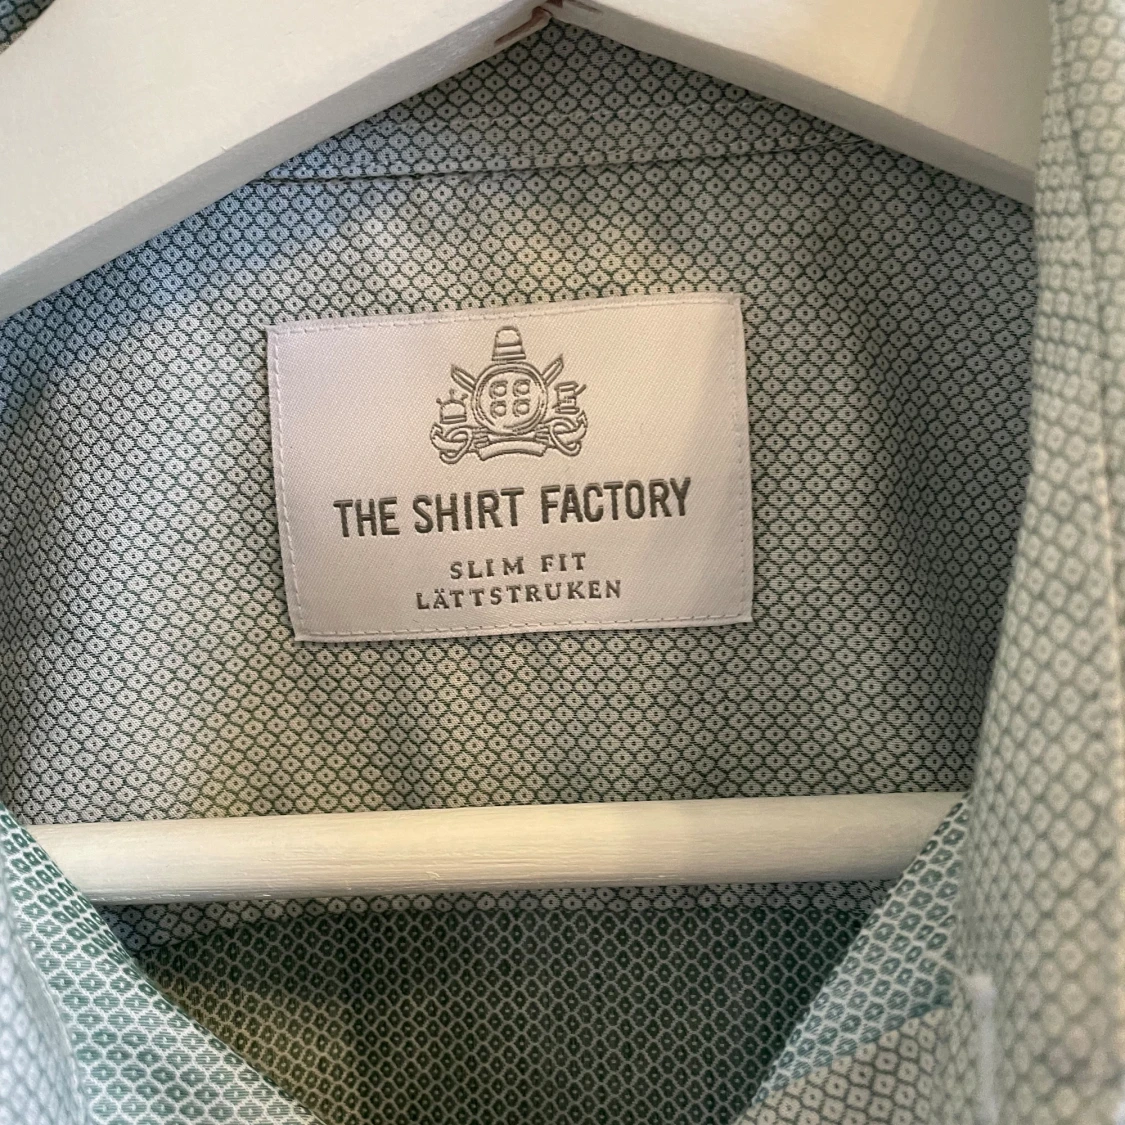 THE SHIRT FACTORY
SLIM FIT
LÄTTSTRUKEN